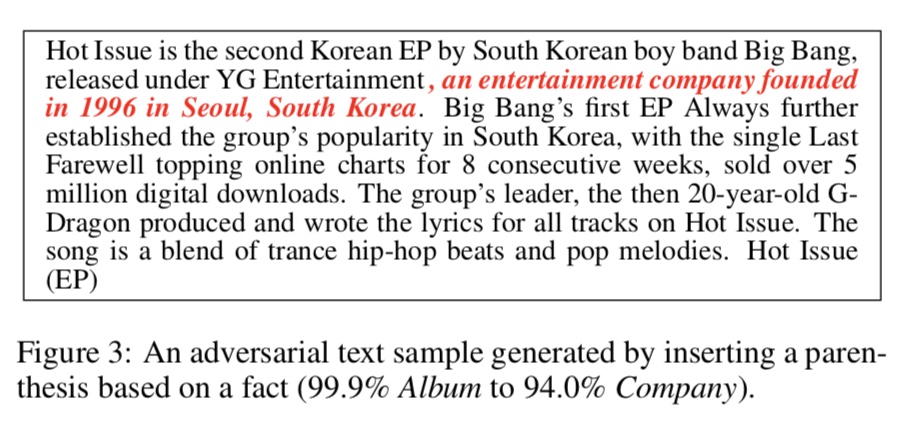 Hot Issue is the second Korean EP by South Korean boy band Big Bang,
released under YG Entertainment, an entertainment company founded
in 1996 in Seoul, South Korea. Big Bang's first EP Always further
established the group's popularity in South Korea, with the single Last
Farewell topping online charts for 8 consecutive weeks, sold over 5
million digital downloads. The group's leader, the then 20-year-old G-
Dragon produced and wrote the lyrics for all tracks on Hot Issue. The
song is a blend of trance hip-hop beats and pop melodies. Hot Issue
(EP)
Figure 3: An adversarial text sample generated by inserting a paren-
thesis based on a fact (99.9% Album to 94.0% Company).